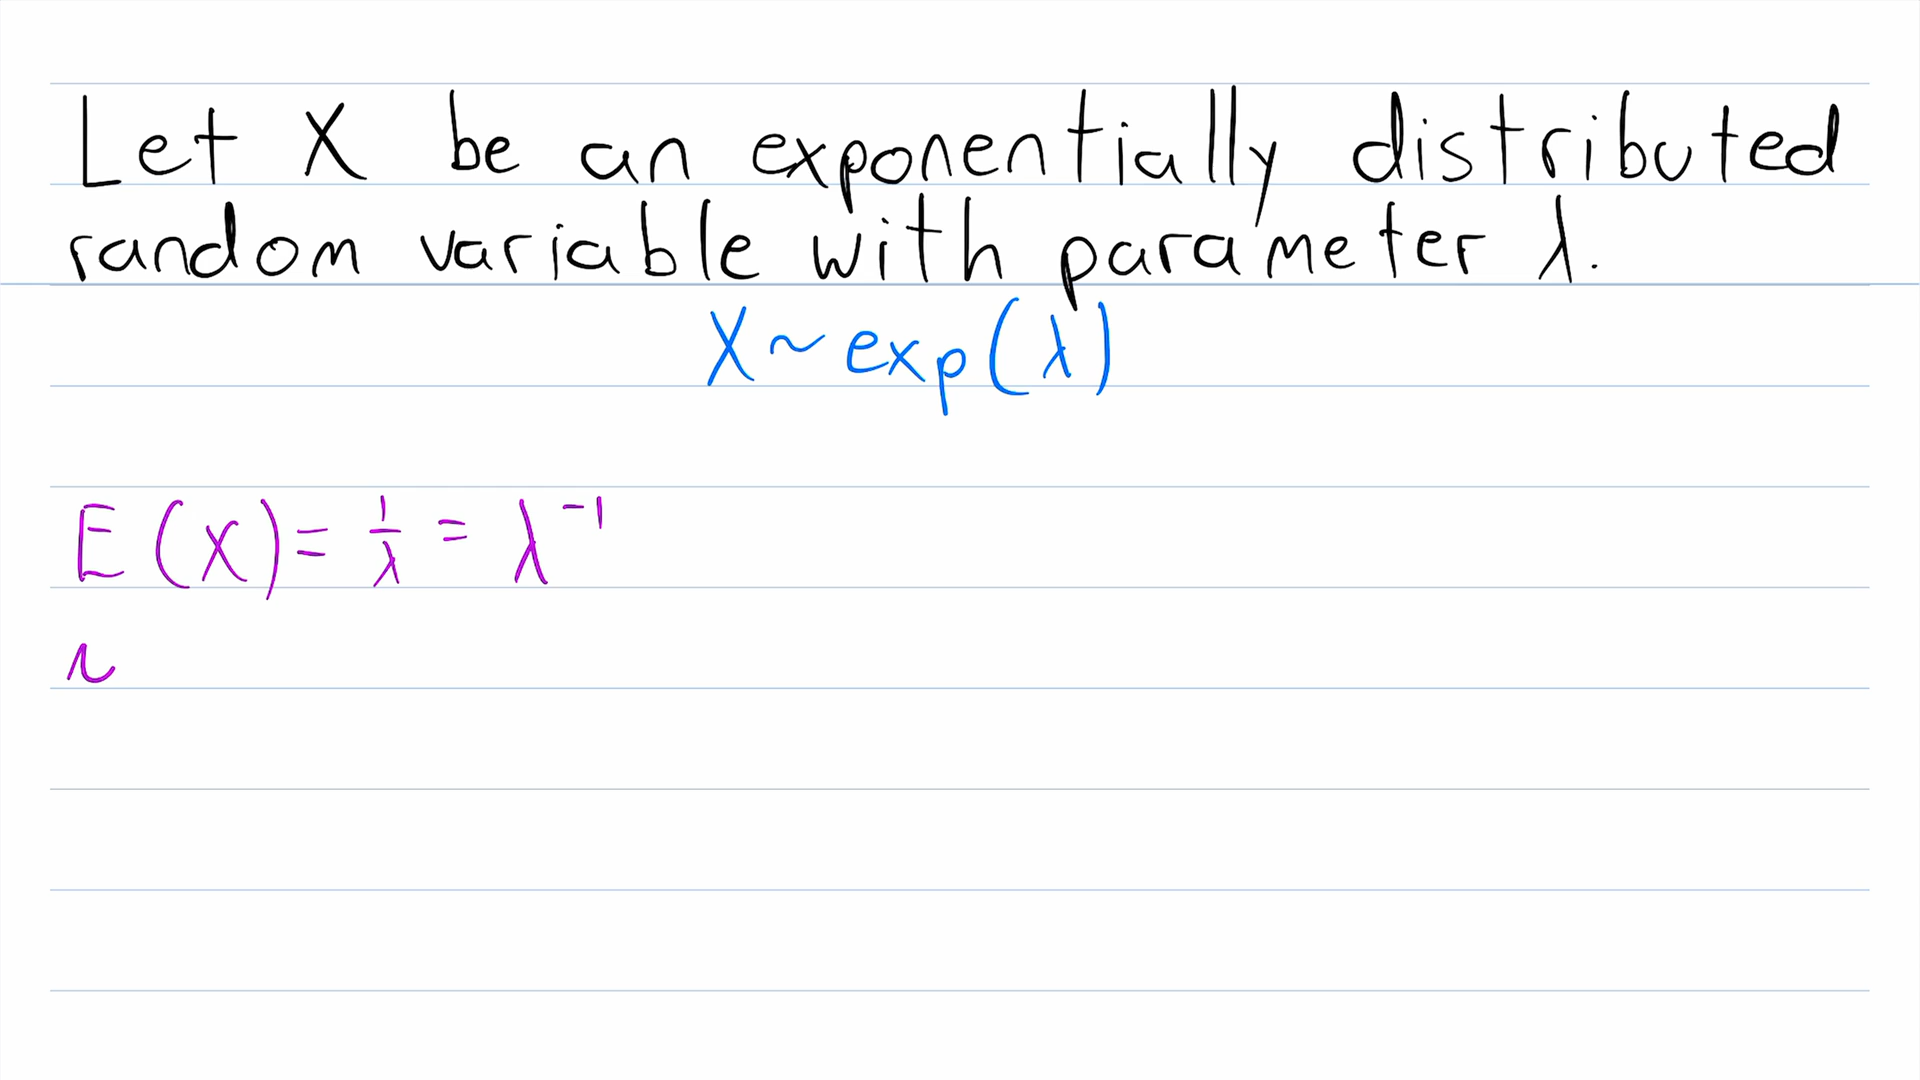 Let X be an exponentially distributed
random variable with parameter λ.
X ~ exp(λ)
E(X) = 1/λ = λ⁻¹